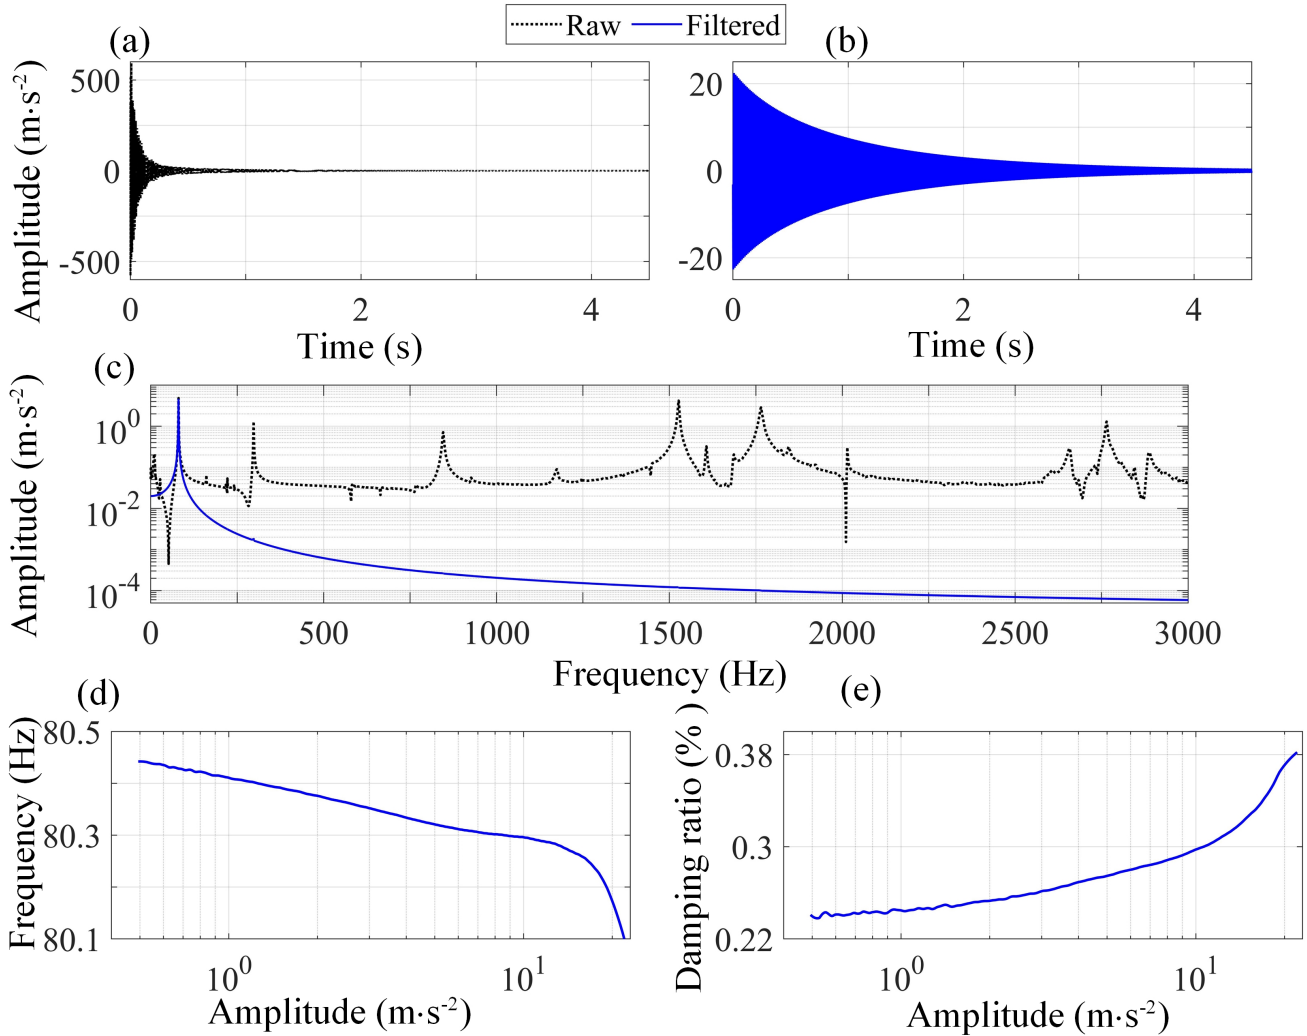 Raw Filtered
(a)
Amplitude (m·s-2)
500
0
-500
0 2 4
Time (s)
(b)
20
0
-20
0 2 4
Time (s)
(c)
Amplitude (m·s-2)
100
10-2
10-4
0 500 1000 1500 2000 2500 3000
Frequency (Hz)
(d)
Frequency (Hz)
80.5
80.3
80.1
100 101
Amplitude (m·s-2)
(e)
Damping ratio (%)
0.38
0.3
0.22
100 101
Amplitude (m·s-2)